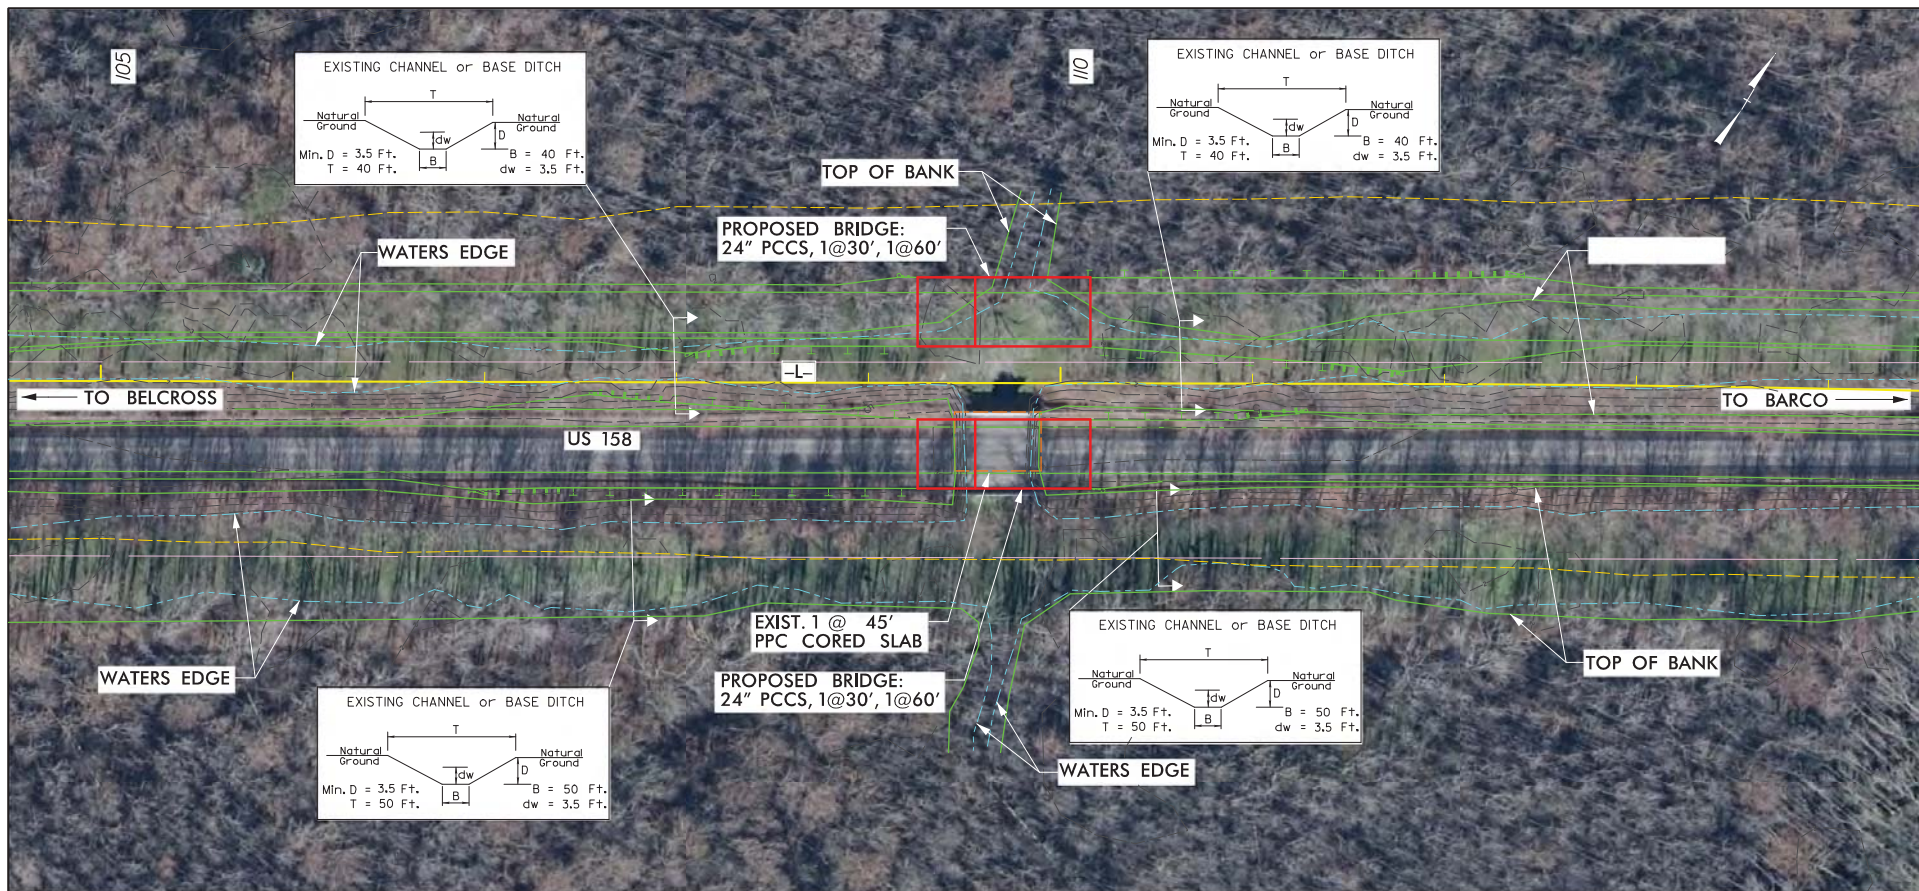 105
110
EXISTING CHANNEL or BASE DITCH
T
Natural Ground
Natural Ground
dw
D
B
Min. D = 3.5 Ft.
T = 40 Ft.
B = 40 Ft.
dw = 3.5 Ft.
EXISTING CHANNEL or BASE DITCH
T
Natural Ground
Natural Ground
dw
D
B
Min. D = 3.5 Ft.
T = 40 Ft.
B = 40 Ft.
dw = 3.5 Ft.
TOP OF BANK
PROPOSED BRIDGE:
24" PCCS, 1@30', 1@60'
WATERS EDGE
-L-
TO BELCROSS
TO BARCO
US 158
EXIST. 1 @ 45'
PPC CORED SLAB
PROPOSED BRIDGE:
24" PCCS, 1@30', 1@60'
WATERS EDGE
TOP OF BANK
WATERS EDGE
EXISTING CHANNEL or BASE DITCH
T
Natural Ground
Natural Ground
dw
D
B
Min. D = 3.5 Ft.
T = 50 Ft.
B = 50 Ft.
dw = 3.5 Ft.
EXISTING CHANNEL or BASE DITCH
T
Natural Ground
Natural Ground
dw
D
B
Min. D = 3.5 Ft.
T = 50 Ft.
B = 50 Ft.
dw = 3.5 Ft.